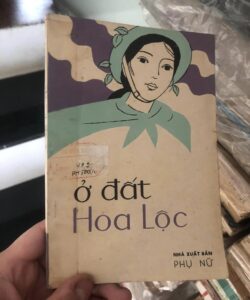 ở đất
Hoa Lộc
NHÀ XUẤT BẢN
PHỤ NỮ